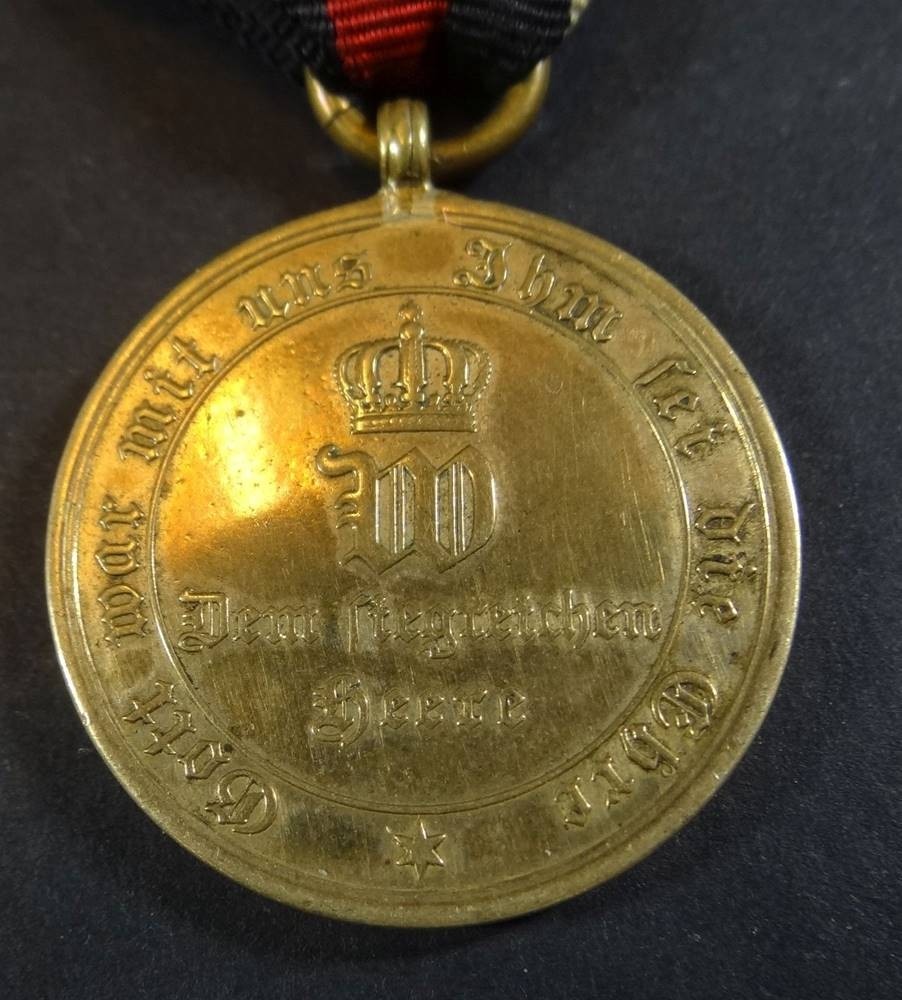 Gott war mit uns Ihm sei die Ehre
W
Dem siegreichen
Heere